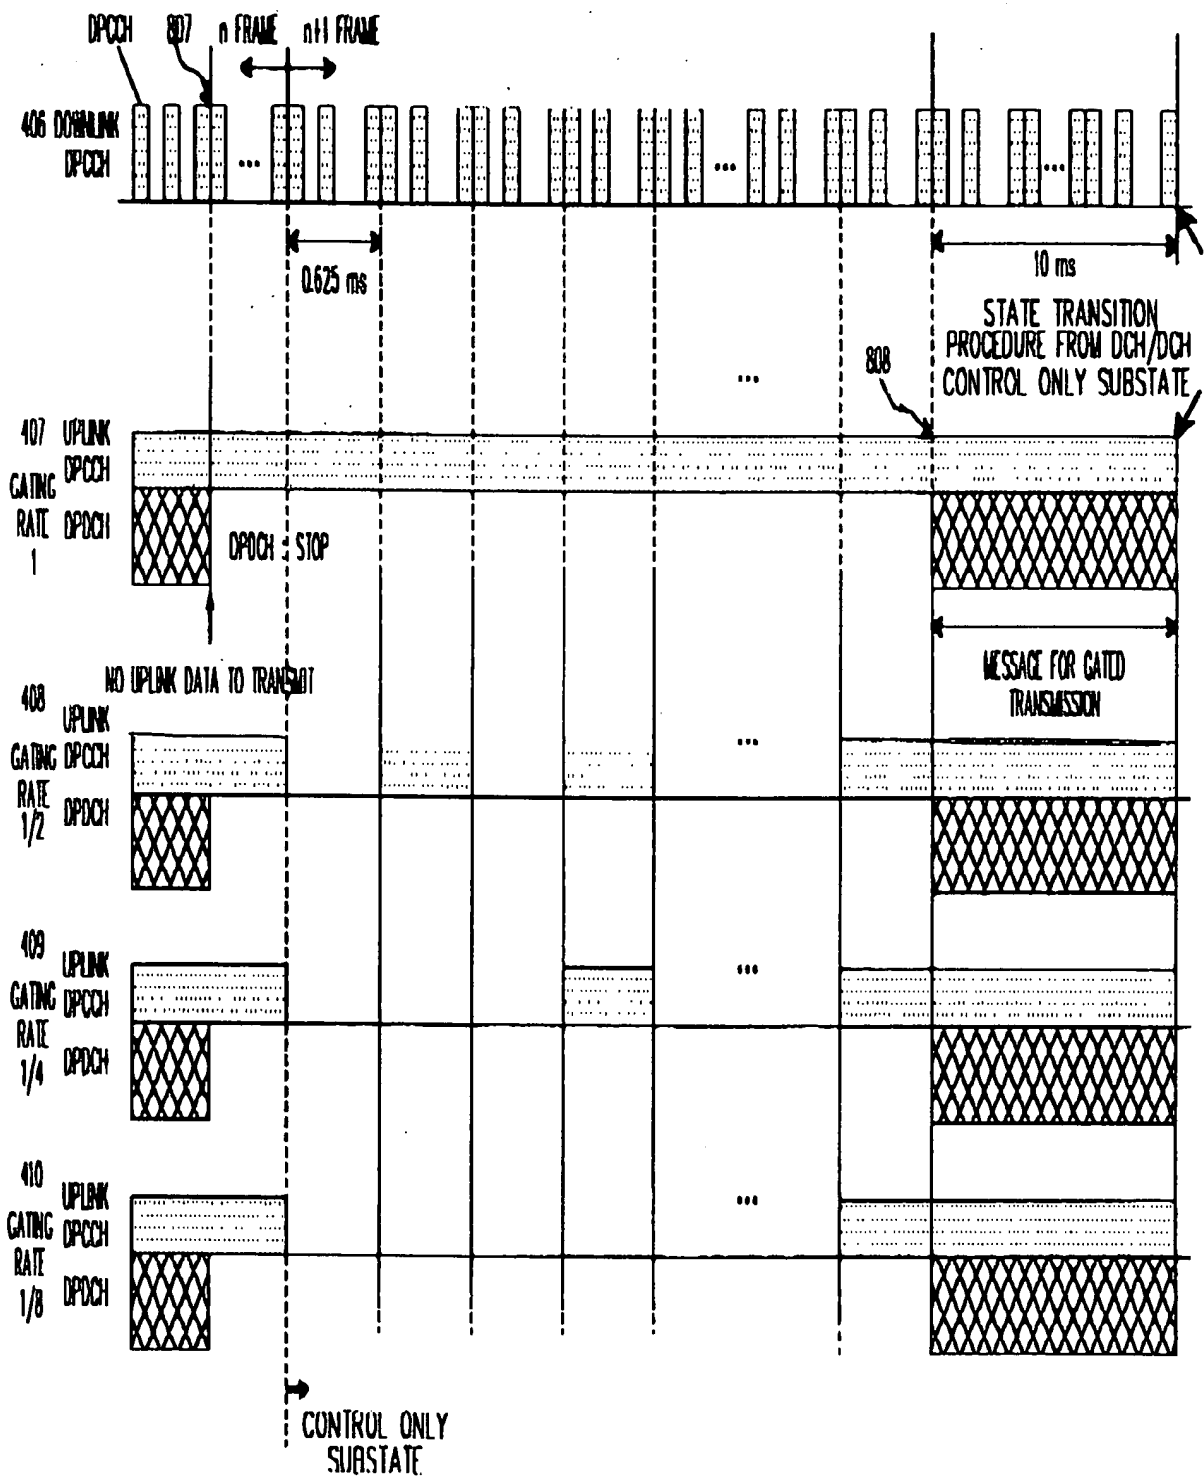 DPCCH 807 n FRAME n+1 FRAME
406 DOWNLINK
DPCCH
...
...
...
0.625 ms
10 ms
STATE TRANSITION
PROCEDURE FROM DCH/DCH
CONTROL ONLY SUBSTATE
808
...
407 UPLINK
DPCCH
GATING
RATE DPDCH
1
DPDCH : STOP
NO UPLINK DATA TO TRANSMIT
MESSAGE FOR GATED
TRANSMISSION
408
UPLINK
GATING DPCCH
RATE
1/2 DPDCH
...
409
UPLINK
GATING DPCCH
RATE
1/4 DPDCH
...
410
UPLINK
GATING DPCCH
RATE
1/8 DPDCH
...
CONTROL ONLY
SUBSTATE